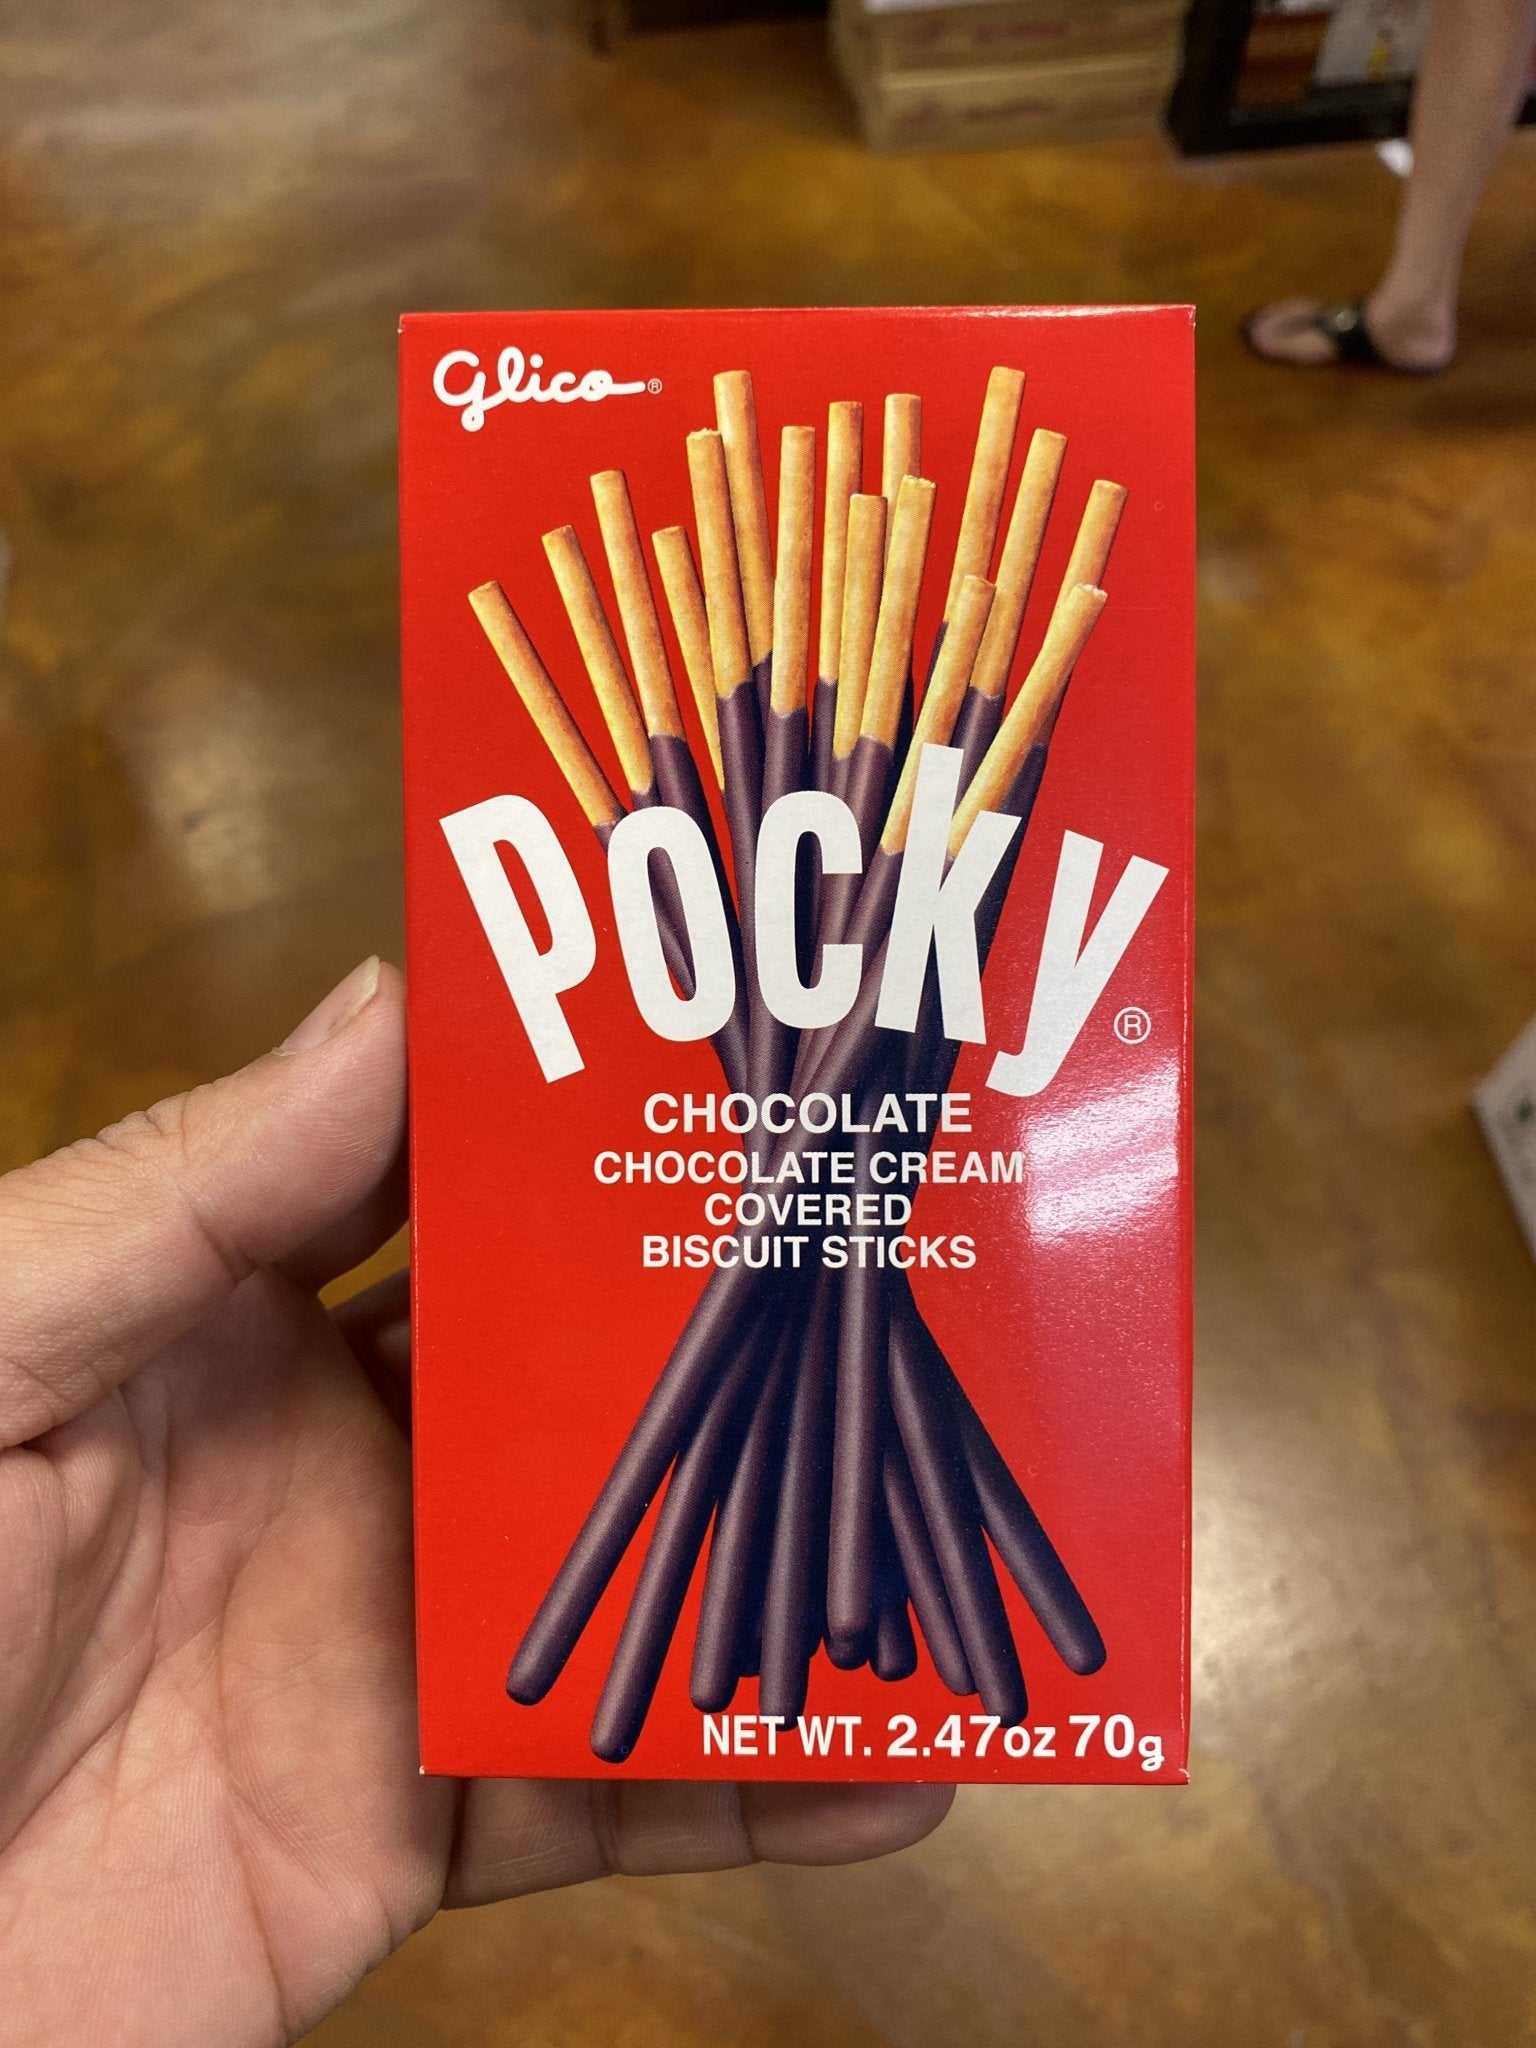 Glico®
POCKY®
CHOCOLATE
CHOCOLATE CREAM
COVERED
BISCUIT STICKS
NET WT. 2.47oz 70g